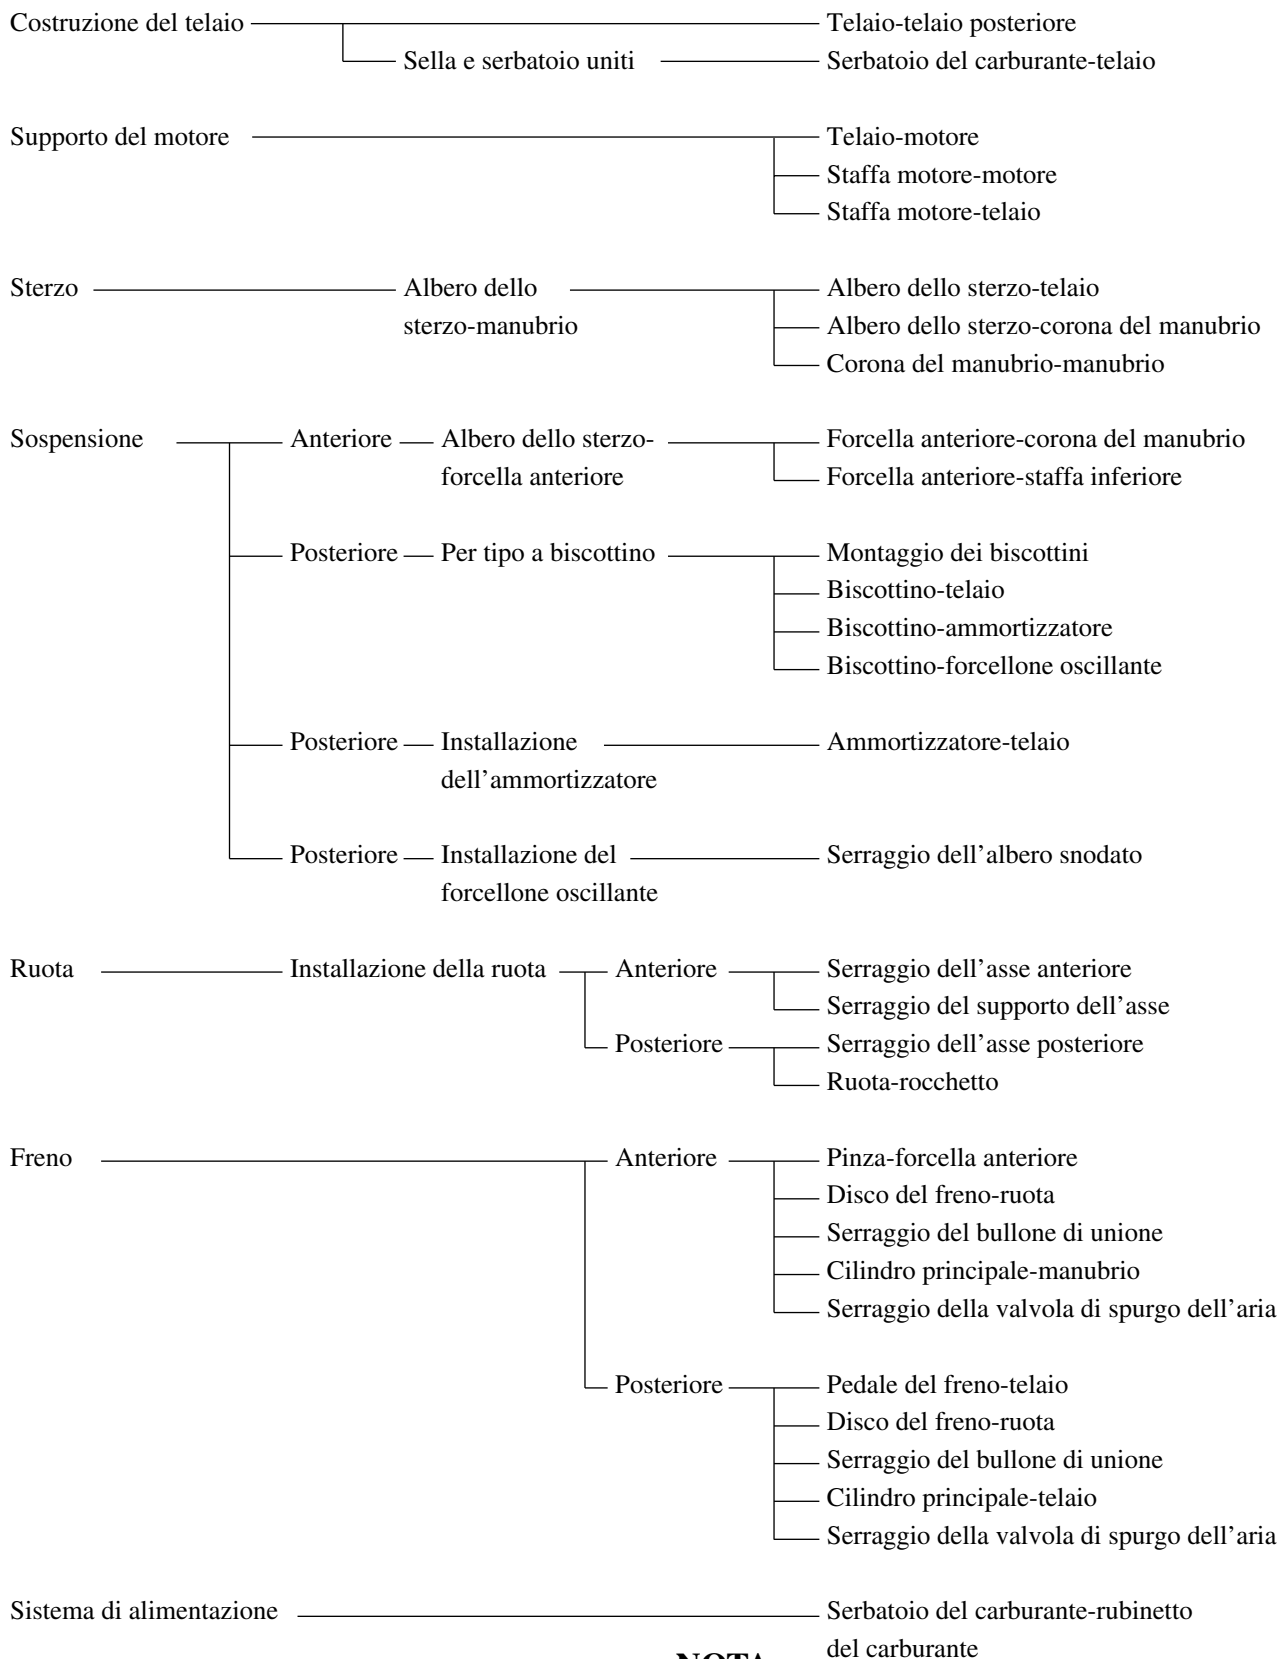 Costruzione del telaio Telaio-telaio posteriore
Sella e serbatoio uniti Serbatoio del carburante-telaio
Supporto del motore Telaio-motore
Staffa motore-motore
Staffa motore-telaio
Sterzo Albero dello Albero dello sterzo-telaio
sterzo-manubrio Albero dello sterzo-corona del manubrio
Corona del manubrio-manubrio
Sospensione Anteriore Albero dello sterzo- Forcella anteriore-corona del manubrio
forcella anteriore Forcella anteriore-staffa inferiore
Posteriore Per tipo a biscottino Montaggio dei biscottini
Biscottino-telaio
Biscottino-ammortizzatore
Biscottino-forcellone oscillante
Posteriore Installazione Ammortizzatore-telaio
dell’ammortizzatore
Posteriore Installazione del Serraggio dell’albero snodato
forcellone oscillante
Ruota Installazione della ruota Anteriore Serraggio dell’asse anteriore
Serraggio del supporto dell’asse
Posteriore Serraggio dell’asse posteriore
Ruota-rocchetto
Freno Anteriore Pinza-forcella anteriore
Disco del freno-ruota
Serraggio del bullone di unione
Cilindro principale-manubrio
Serraggio della valvola di spurgo dell’aria
Posteriore Pedale del freno-telaio
Disco del freno-ruota
Serraggio del bullone di unione
Cilindro principale-telaio
Serraggio della valvola di spurgo dell’aria
Sistema di alimentazione Serbatoio del carburante-rubinetto
del carburante
NOTA